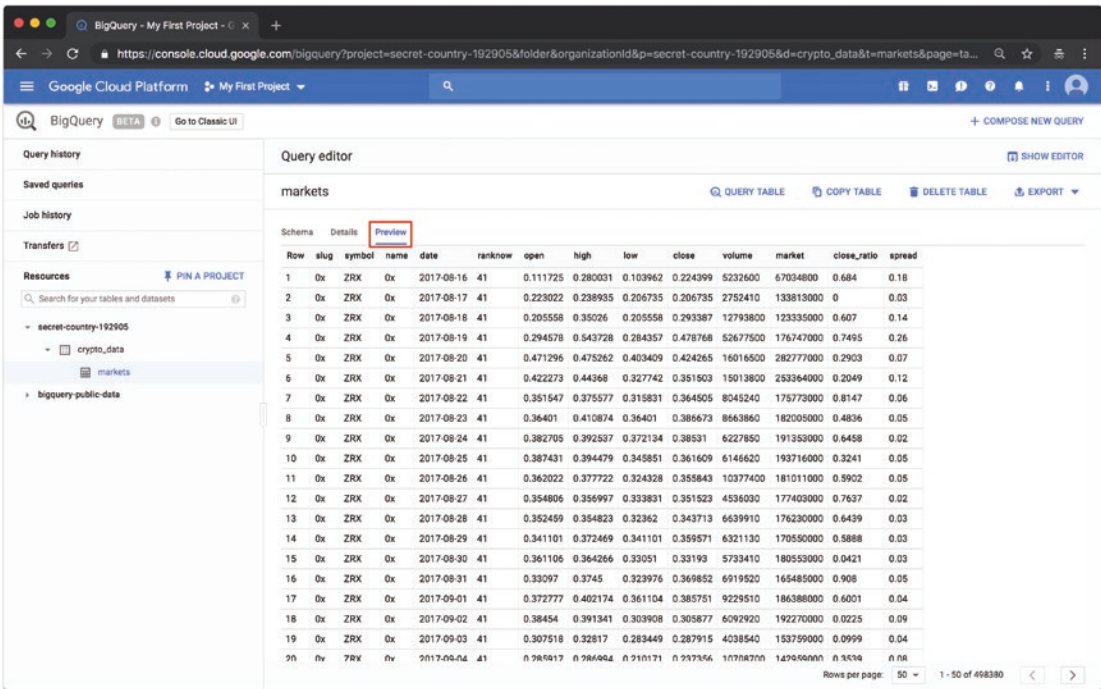 BigQuery - My First Project - G
https://console.cloud.google.com/bigquery?project=secret-country-192905&folder&organizationId&p=secret-country-192905&d=crypto_data&t=markets&page=ta...
Google Cloud Platform My First Project
BigQuery BETA Go to Classic UI + COMPOSE NEW QUERY
Query history
Saved queries
Job history
Transfers
Resources PIN A PROJECT
Search for your tables and datasets
secret-country-192905
crypto_data
markets
bigquery-public-data
Query editor SHOW EDITOR
markets QUERY TABLE COPY TABLE DELETE TABLE EXPORT
Schema Details Preview
Row slug symbol name date ranknow open high low close volume market close_ratio spread
1 0x ZRX 0x 2017-08-16 41 0.111725 0.280031 0.103962 0.224399 5232600 67034800 0.684 0.18
2 0x ZRX 0x 2017-08-17 41 0.223022 0.238935 0.206735 0.206735 2752410 133813000 0 0.03
3 0x ZRX 0x 2017-08-18 41 0.205558 0.35026 0.205558 0.293387 12793800 123335000 0.607 0.14
4 0x ZRX 0x 2017-08-19 41 0.294578 0.543728 0.284357 0.478768 52677500 176747000 0.7495 0.26
5 0x ZRX 0x 2017-08-20 41 0.471296 0.475262 0.403409 0.424265 16016500 282777000 0.2903 0.07
6 0x ZRX 0x 2017-08-21 41 0.422273 0.44368 0.327742 0.351503 15013800 253364000 0.2049 0.12
7 0x ZRX 0x 2017-08-22 41 0.351547 0.375577 0.315831 0.364505 8045240 175773000 0.8147 0.06
8 0x ZRX 0x 2017-08-23 41 0.36401 0.410874 0.36401 0.386673 8663860 182005000 0.4836 0.05
9 0x ZRX 0x 2017-08-24 41 0.382705 0.392537 0.372134 0.38531 6227850 191353000 0.6458 0.02
10 0x ZRX 0x 2017-08-25 41 0.387431 0.394479 0.345851 0.361609 6146620 193716000 0.3241 0.05
11 0x ZRX 0x 2017-08-26 41 0.362022 0.377722 0.324328 0.355843 10377400 181011000 0.5902 0.05
12 0x ZRX 0x 2017-08-27 41 0.354806 0.356997 0.333831 0.351523 4536030 177403000 0.7637 0.02
13 0x ZRX 0x 2017-08-28 41 0.352459 0.354823 0.32362 0.343713 6639910 176230000 0.6439 0.03
14 0x ZRX 0x 2017-08-29 41 0.341101 0.372469 0.341101 0.359571 6321130 170550000 0.5888 0.03
15 0x ZRX 0x 2017-08-30 41 0.361106 0.364266 0.33051 0.33193 5733410 180553000 0.0421 0.03
16 0x ZRX 0x 2017-08-31 41 0.33097 0.3745 0.323976 0.369852 6919520 165485000 0.908 0.05
17 0x ZRX 0x 2017-09-01 41 0.372777 0.402174 0.361104 0.385751 9229510 186388000 0.6001 0.04
18 0x ZRX 0x 2017-09-02 41 0.38454 0.391341 0.303908 0.305877 6092920 192270000 0.0225 0.09
19 0x ZRX 0x 2017-09-03 41 0.307518 0.32817 0.283449 0.287915 4038540 153759000 0.0999 0.04
20 0x ZRX 0x 2017-09-04 41 0.285917 0.286994 0.210171 0.237356 10708700 142959000 0.3539 0.08
Rows per page: 50 1 - 50 of 498380